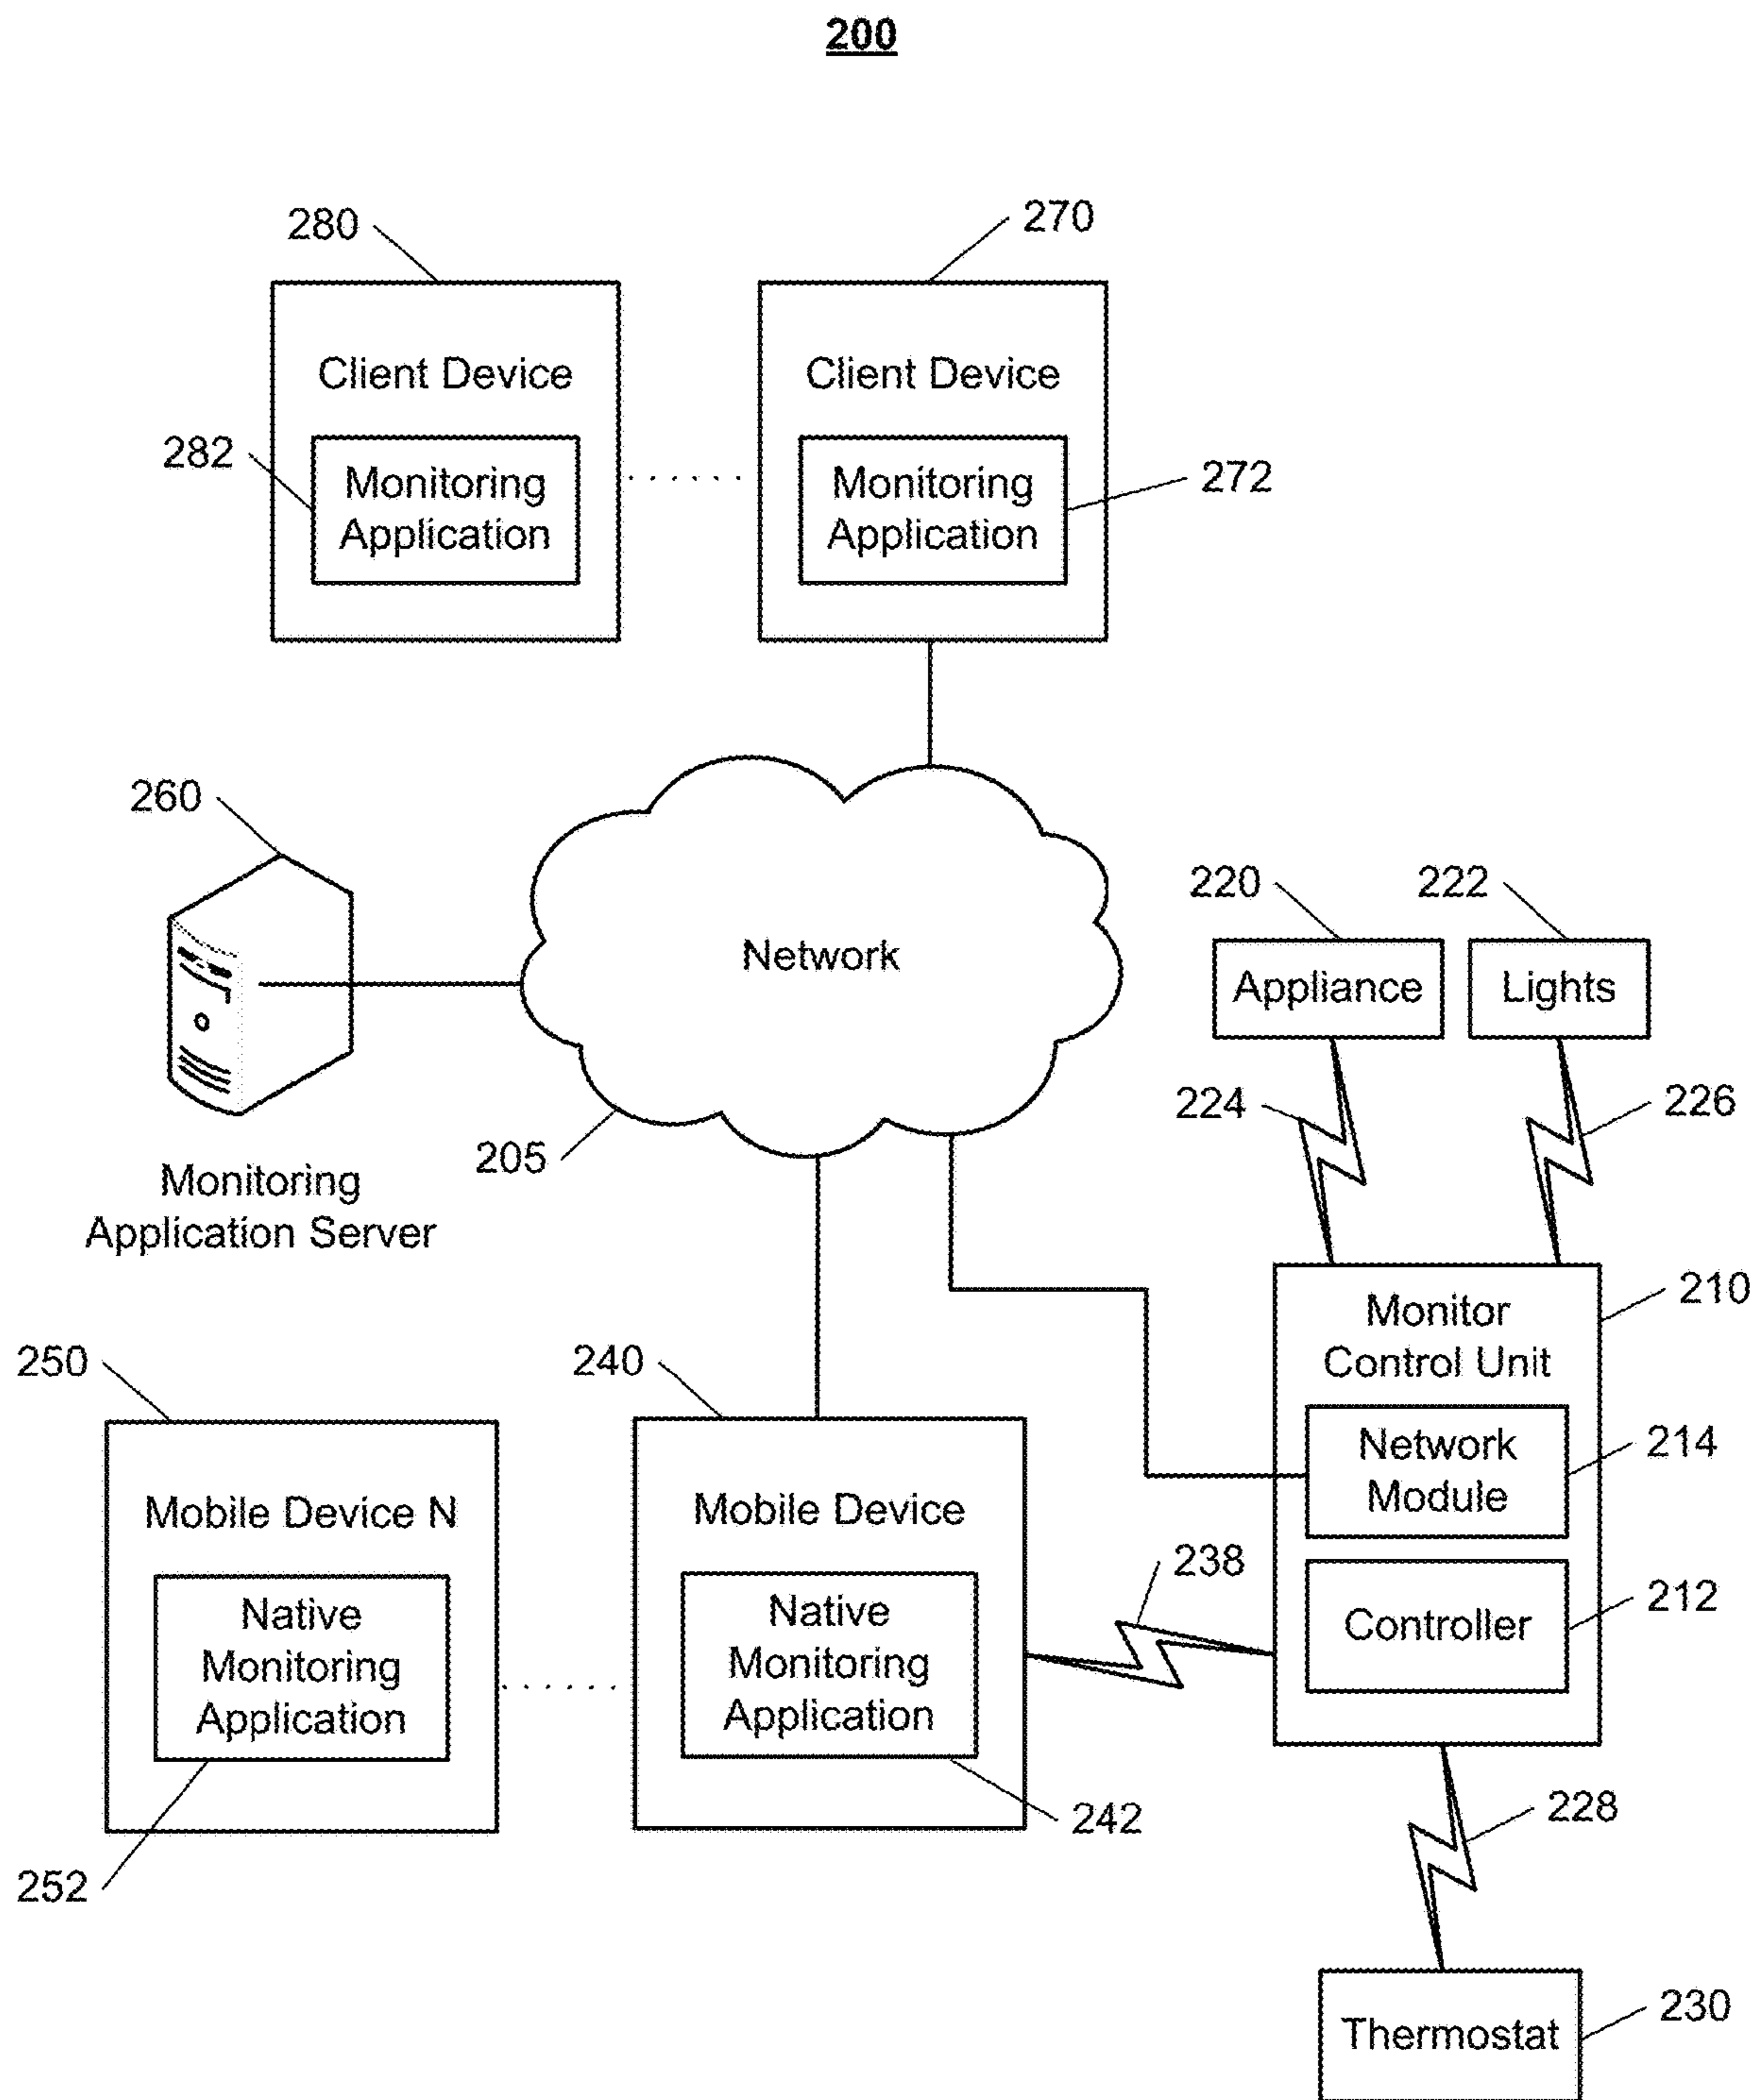 200
280
270
Client Device
Client Device
282
Monitoring
Application
Monitoring
Application
272
260
Network
220
222
Appliance
Lights
224
226
205
Monitoring
Application Server
210
Monitor
Control Unit
250
240
Network
Module
214
Mobile Device N
Mobile Device
238
Native
Monitoring
Application
Native
Monitoring
Application
Controller
212
242
228
252
230
Thermostat